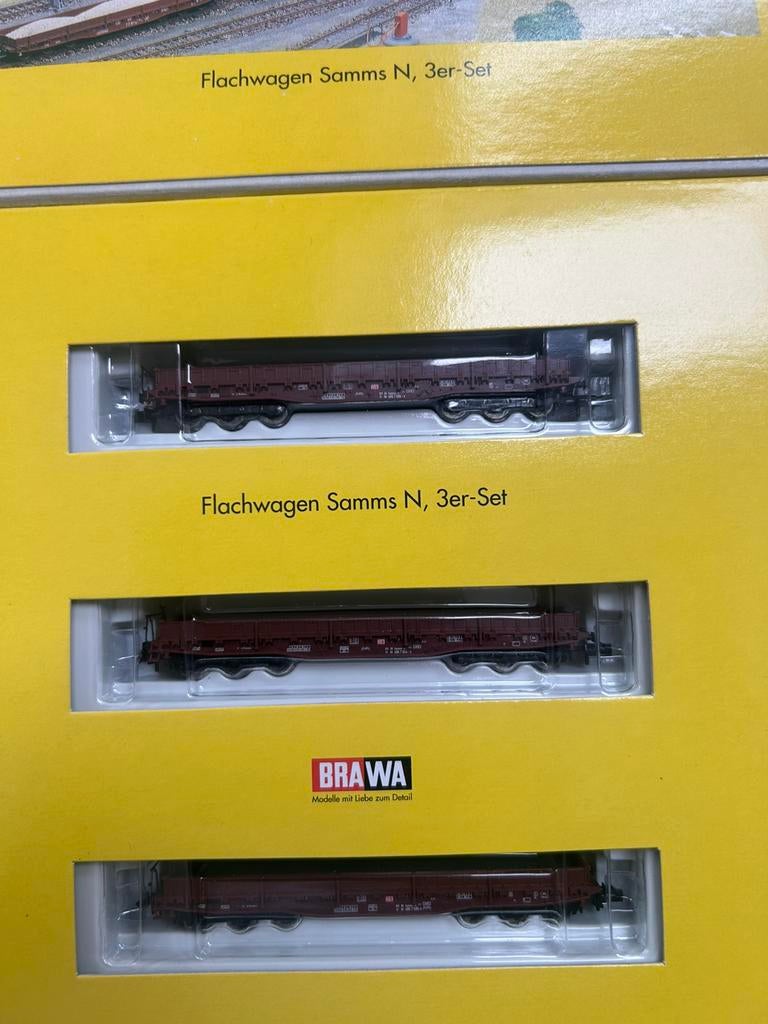 Flachwagen Samms N, 3er-Set
Flachwagen Samms N, 3er-Set
BRAWA
Modelle mit Liebe zum Detail